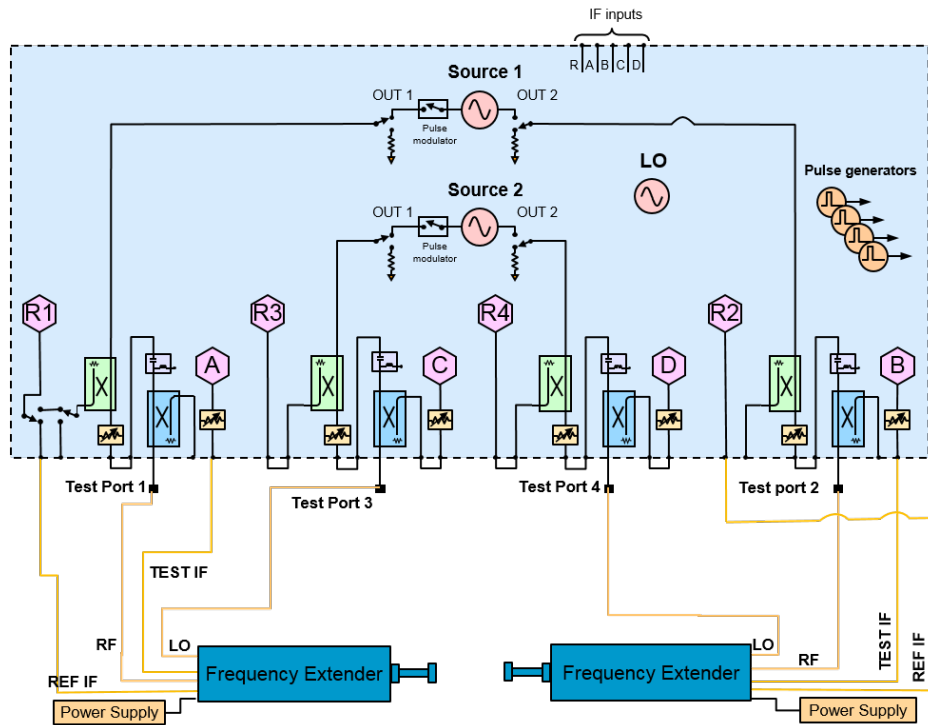 IF inputs
R A B C D
Source 1
OUT 1
OUT 2
Pulse
modulator
LO
Source 2
OUT 1
OUT 2
Pulse
modulator
Pulse generators
R1
R3
R4
R2
A
C
D
B
Test Port 1
Test Port 3
Test Port 4
Test port 2
TEST IF
RF
LO
REF IF
Frequency Extender
Power Supply
LO
RF
TEST IF
REF IF
Frequency Extender
Power Supply